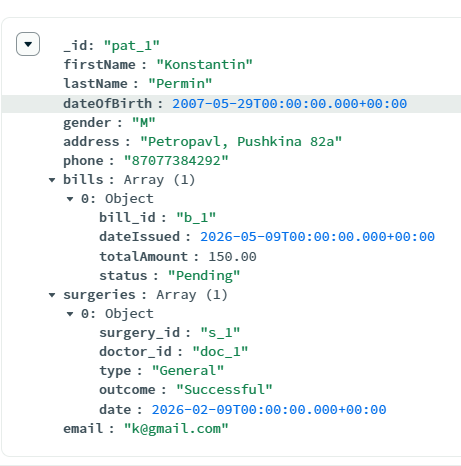 _id: "pat_1"
firstName : "Konstantin"
lastName : "Permin"
dateOfBirth : 2007-05-29T00:00:00.000+00:00
gender : "M"
address : "Petropavl, Pushkina 82a"
phone : "87077384292"
bills : Array (1)
0: Object
bill_id : "b_1"
dateIssued : 2026-05-09T00:00:00.000+00:00
totalAmount : 150.00
status : "Pending"
surgeries : Array (1)
0: Object
surgery_id : "s_1"
doctor_id : "doc_1"
type : "General"
outcome : "Successful"
date : 2026-02-09T00:00:00.000+00:00
email : "k@gmail.com"